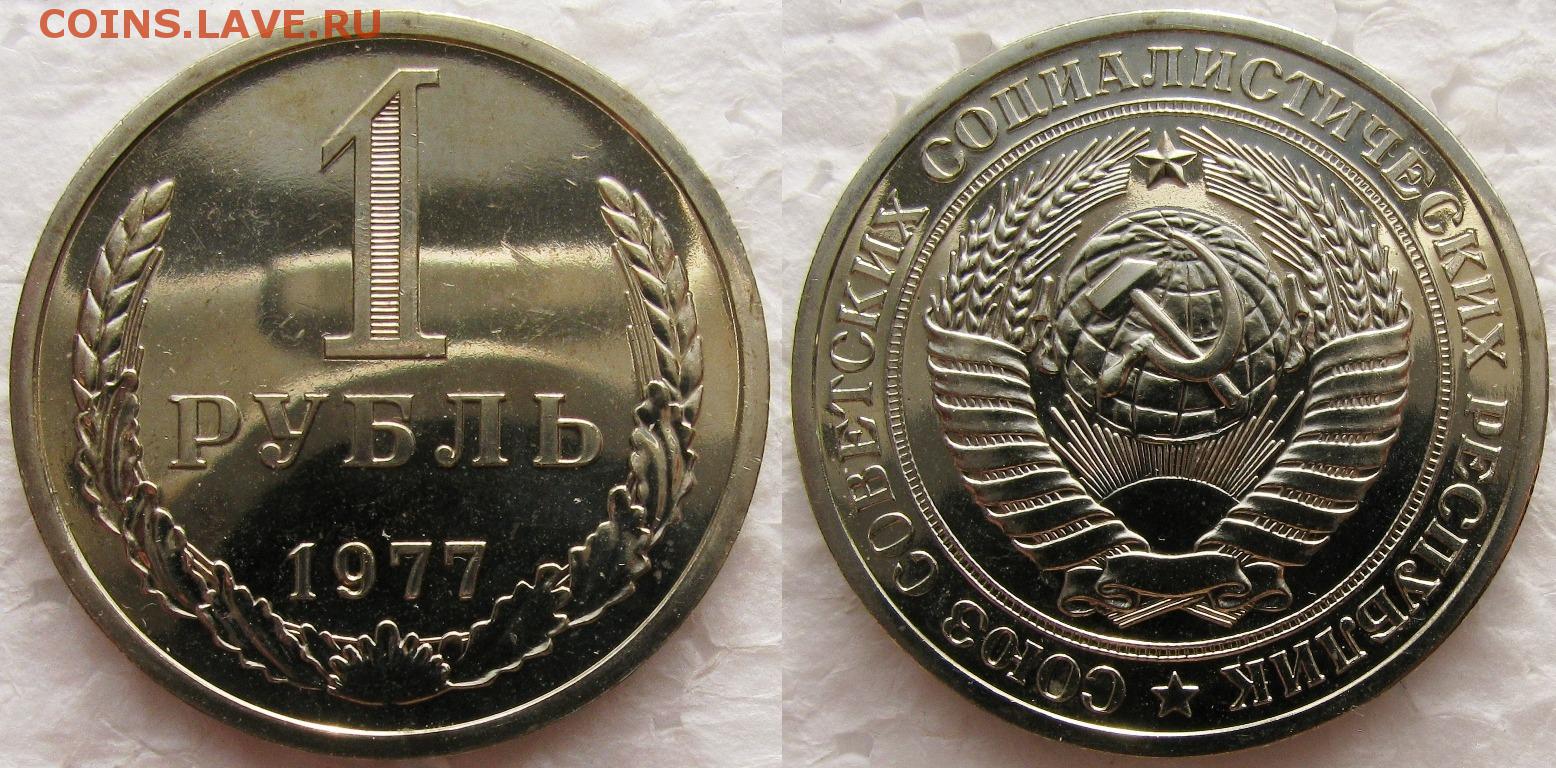 COINS.LAVE.RU
1
РУБЛЬ
1977
СОЮЗ СОВЕТСКИХ СОЦИАЛИСТИЧЕСКИХ РЕСПУБЛИК